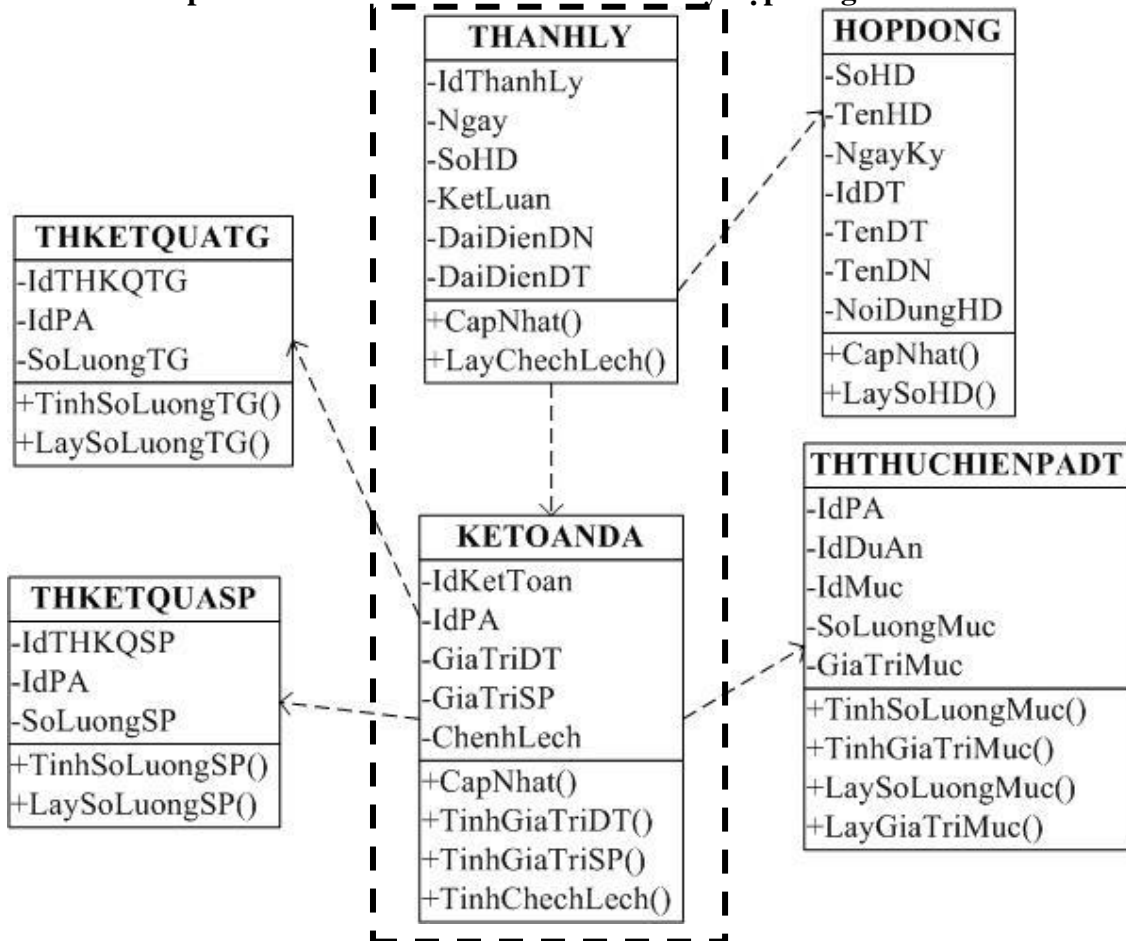 THANHLY
-IdThanhLy
-Ngay
-SoHD
-KetLuan
-DaiDienDN
-DaiDienDT
+CapNhat()
+LayChechLech()
HOPDONG
-SoHD
-TenHD
-NgayKy
-IdDT
-TenDT
-TenDN
-NoiDungHD
+CapNhat()
+LaySoHD()
THKETQUATG
-IdTHKQTG
-IdPA
-SoLuongTG
+TinhSoLuongTG()
+LaySoLuongTG()
THKETQUASP
-IdTHKQSP
-IdPA
-SoLuongSP
+TinhSoLuongSP()
+LaySoLuongSP()
KETOANDA
-IdKetToan
-IdPA
-GiaTriDT
-GiaTriSP
-ChenhLech
+CapNhat()
+TinhGiaTriDT()
+TinhGiaTriSP()
+TinhChechLech()
THTHUCHIENPADT
-IdPA
-IdDuAn
-IdMuc
-SoLuongMuc
-GiaTriMuc
+TinhSoLuongMuc()
+TinhGiaTriMuc()
+LaySoLuongMuc()
+LayGiaTriMuc()